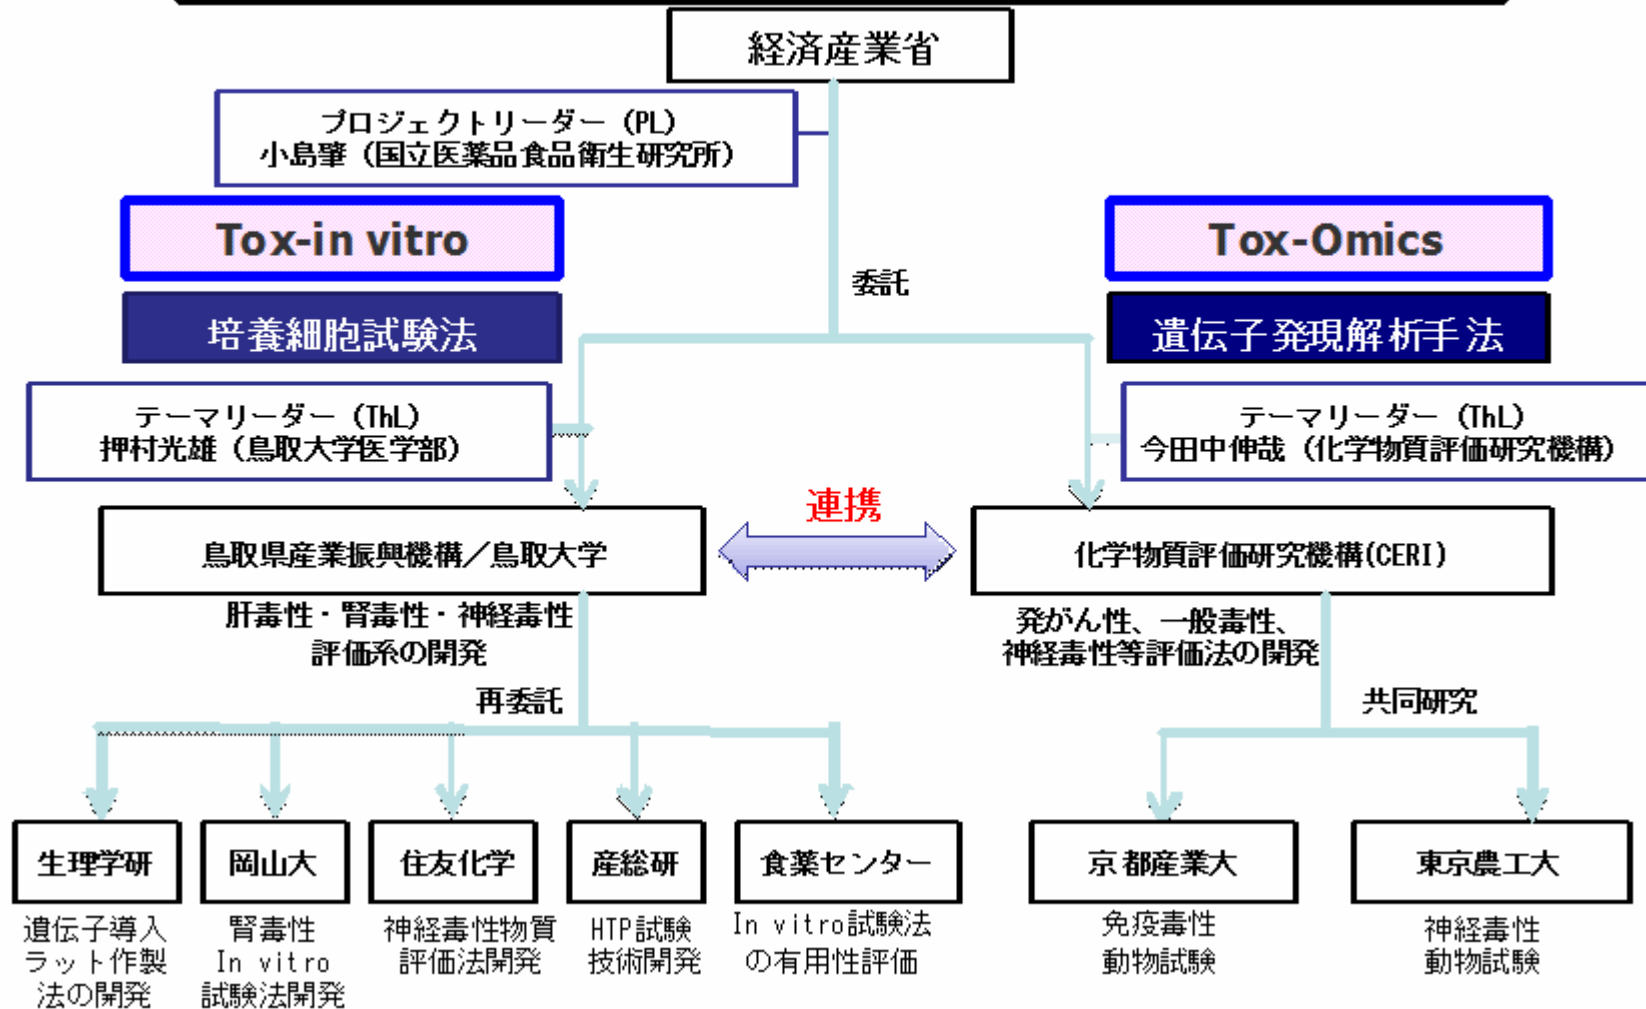 経済産業省
プロジェクトリーダー（PL）
小島肇（国立医薬品食品衛生研究所）
Tox-in vitro
Tox-Omics
委託
培養細胞試験法
遺伝子発現解析手法
テーマリーダー（ThL）
押村光雄（鳥取大学医学部）
テーマリーダー（ThL）
今田中伸哉（化学物質評価研究機構）
連携
鳥取県産業振興機構／鳥取大学
化学物質評価研究機構(CERI)
肝毒性・腎毒性・神経毒性
評価系の開発
発がん性、一般毒性、
神経毒性等評価法の開発
再委託
共同研究
生理学研
岡山大
住友化学
産総研
食薬センター
京都産業大
東京農工大
遺伝子導入
ラット作製
法の開発
腎毒性
In vitro
試験法開発
神経毒性物質
評価法開発
HTP試験
技術開発
In vitro試験法
の有用性評価
免疫毒性
動物試験
神経毒性
動物試験